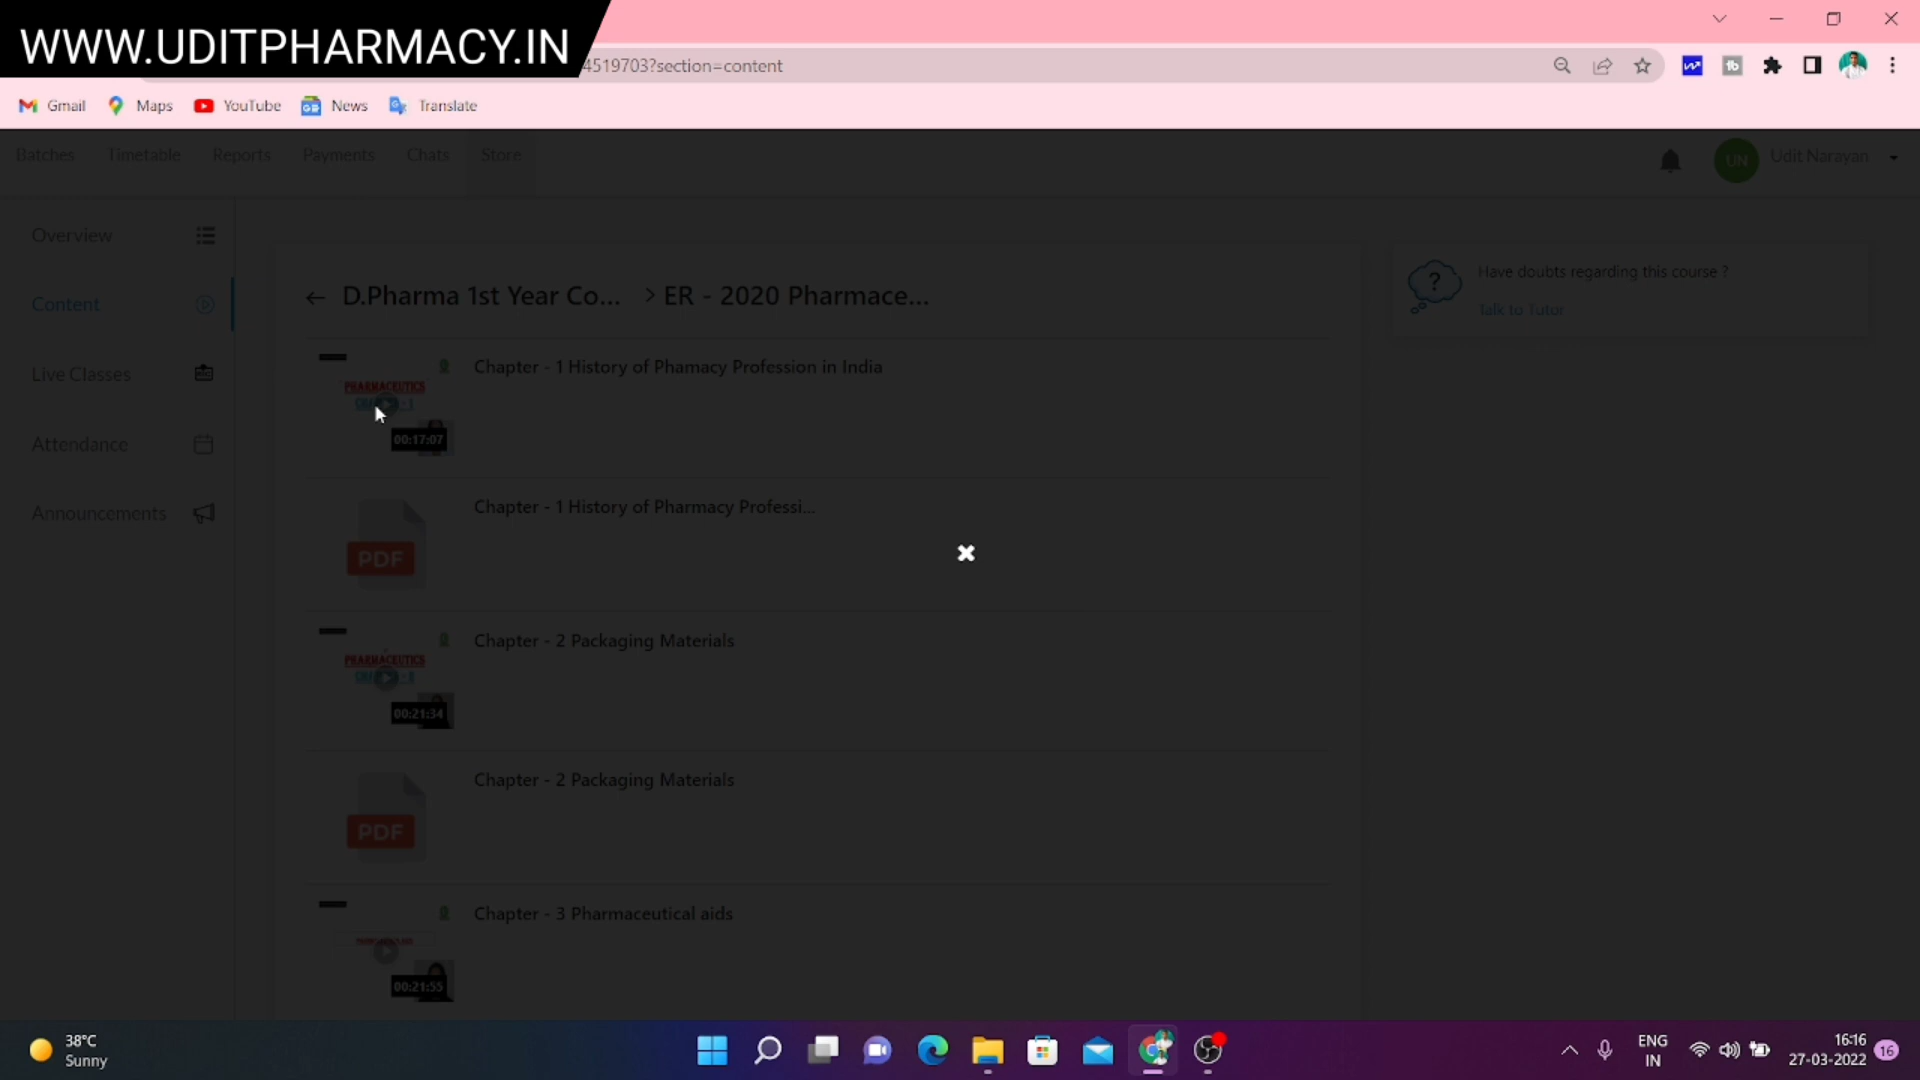 WWW.UDITPHARMACY.IN
4519703?section=content
Gmail Maps YouTube News Translate
Batches Timetable Reports Payments Chats Store
UN Udit Narayan
Overview
Content
Live Classes
Attendance
Announcements
D.Pharma 1st Year Co... > ER - 2020 Pharmace...
Have doubts regarding this course ?
Talk to Tutor
Chapter - 1 History of Phamacy Profession in India
PHARMACEUTICS
00:17:07
Chapter - 1 History of Pharmacy Professi...
PDF
Chapter - 2 Packaging Materials
PHARMACEUTICS
00:21:34
Chapter - 2 Packaging Materials
PDF
Chapter - 3 Pharmaceutical aids
00:21:55
38°C
Sunny
ENG
IN
16:16
27-03-2022
16